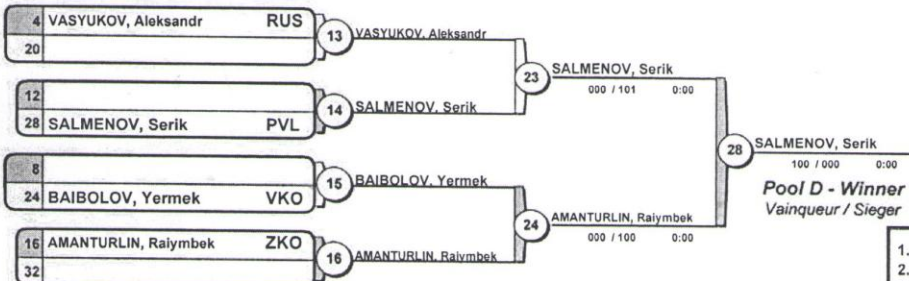 4 VASYUKOV, Aleksandr RUS
20
13 VASYUKOV, Aleksandr
12
28 SALMENOV, Serik PVL
14 SALMENOV, Serik
23 SALMENOV, Serik
000 / 101 0:00
8
24 BAIBOLOV, Yermek VKO
15 BAIBOLOV, Yermek
16 AMANTURLIN, Raiymbek ZKO
32
16 AMANTURLIN, Raiymbek
24 AMANTURLIN, Raiymbek
000 / 100 0:00
28 SALMENOV, Serik
100 / 000 0:00
Pool D - Winner
Vainqueur / Sieger
1.
2.